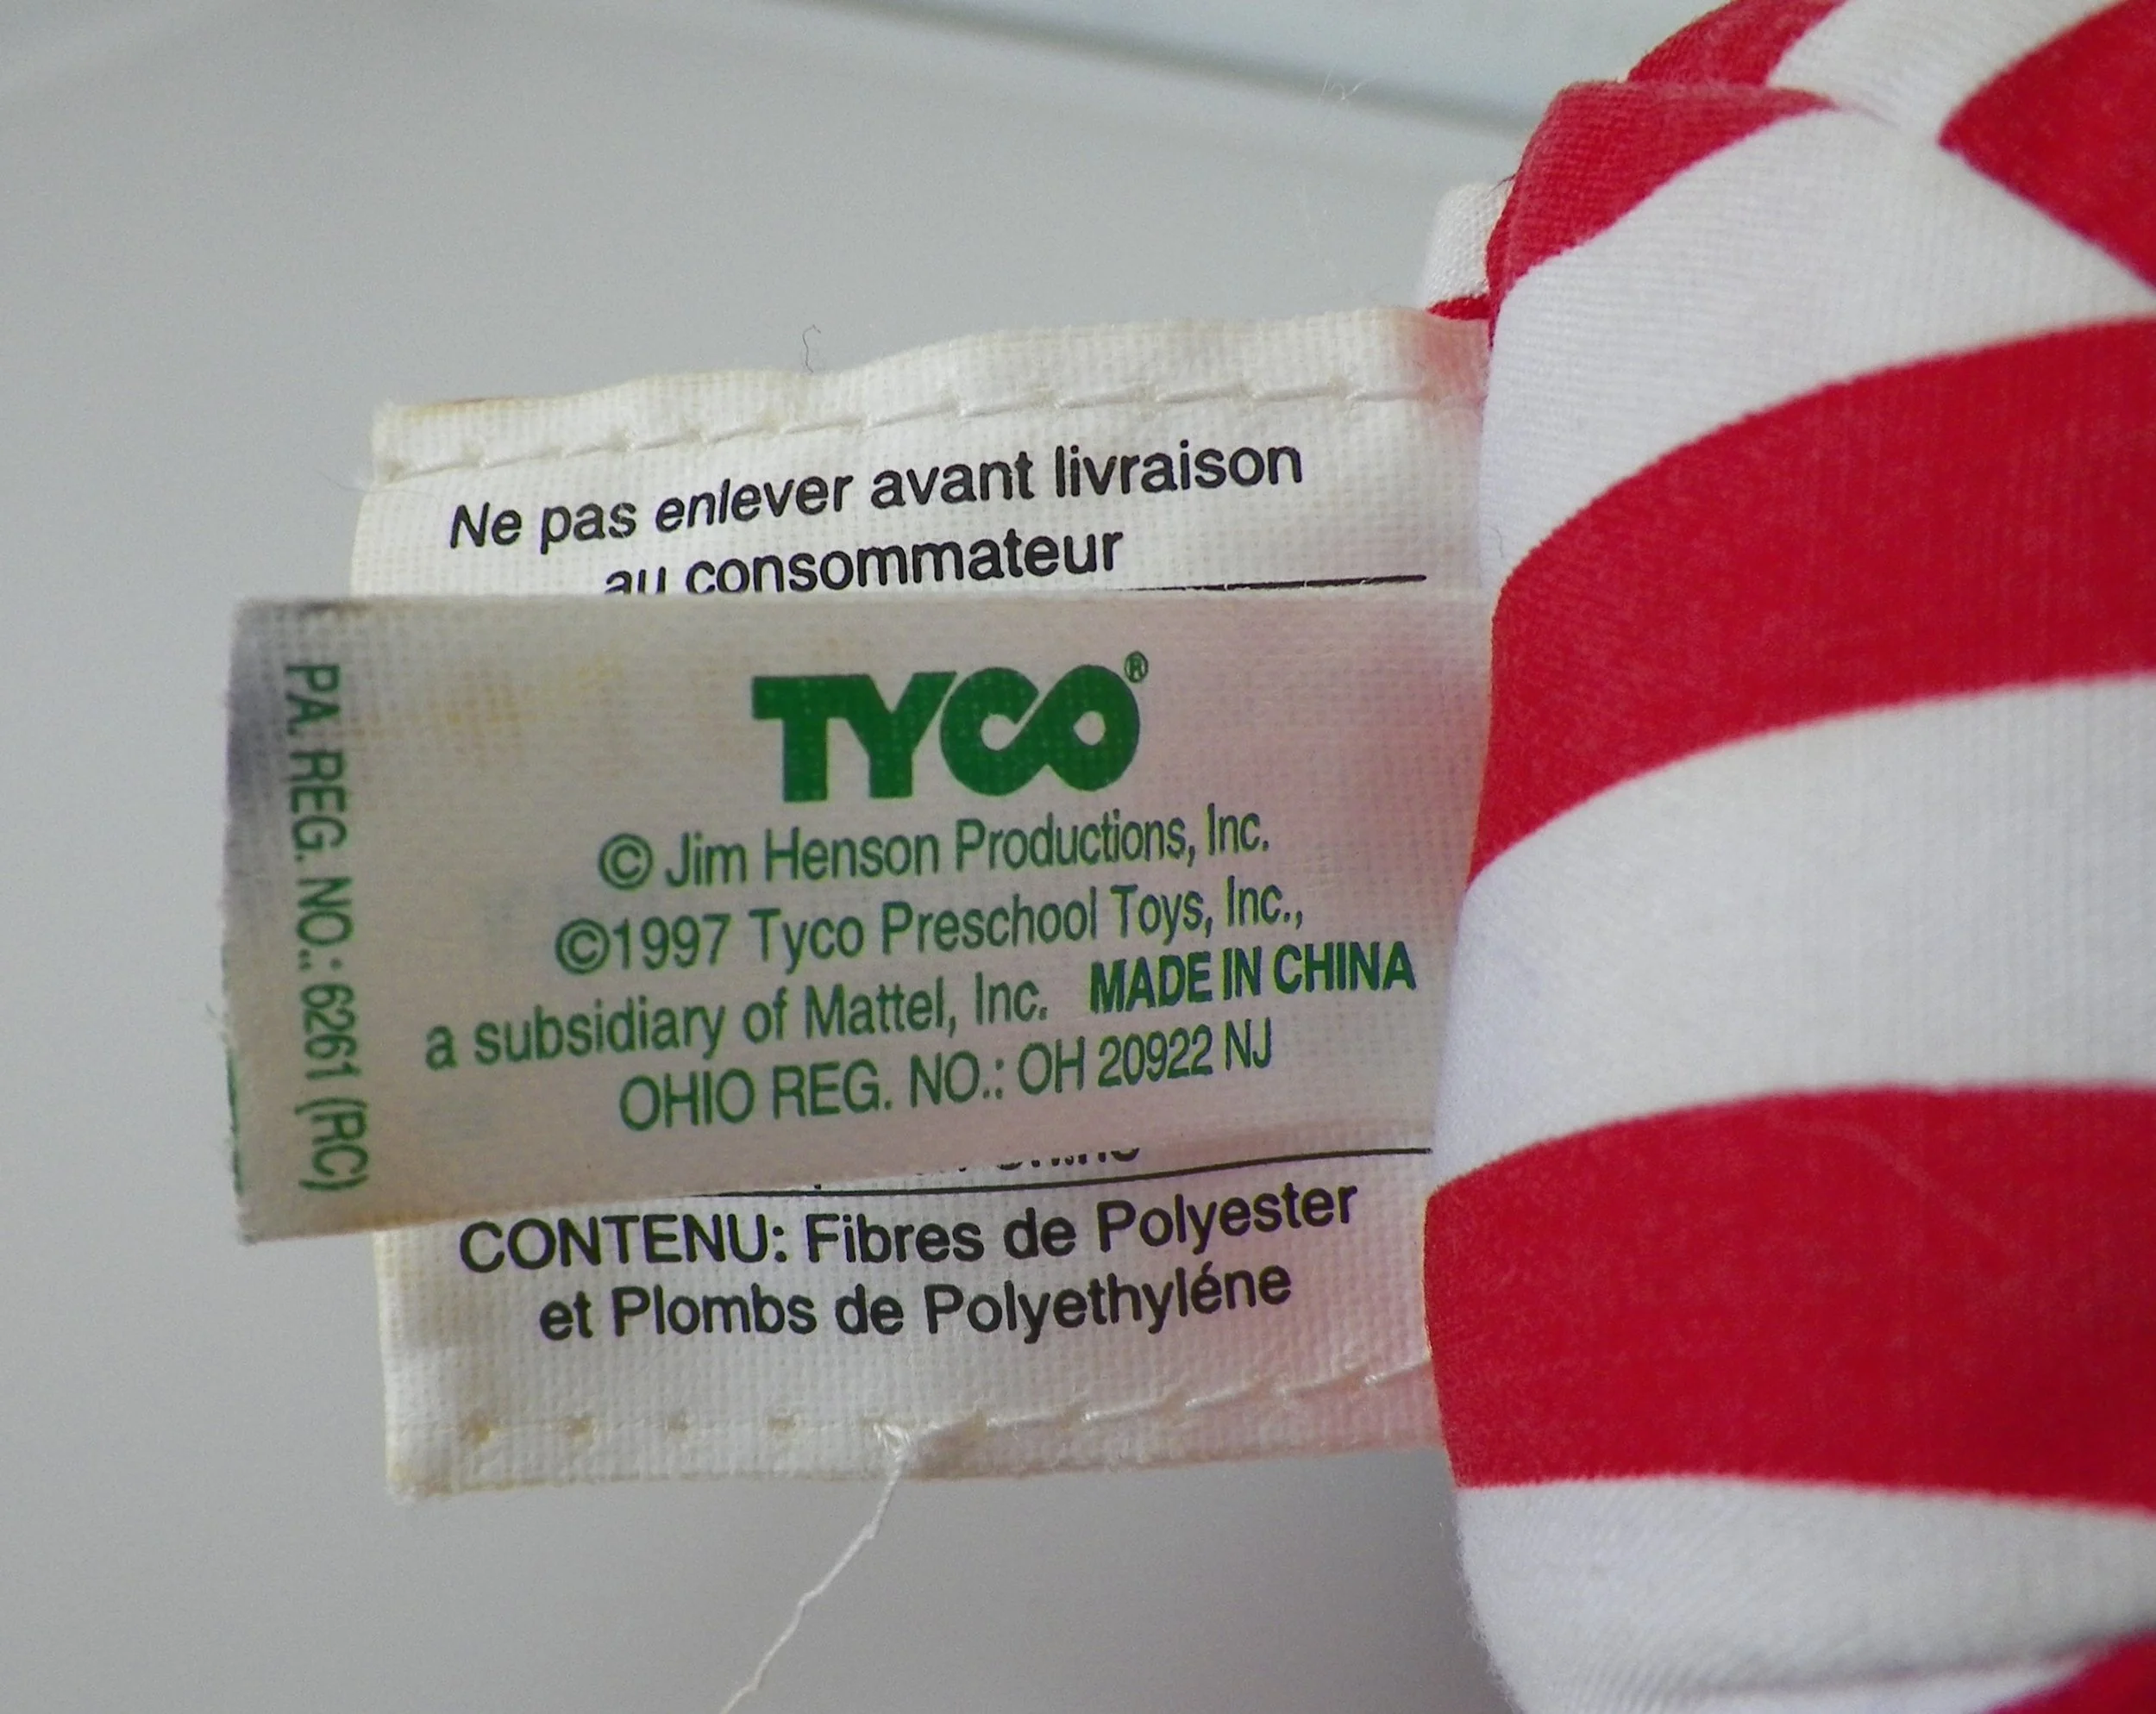 Ne pas enlever avant livraison
au consommateur
TYCO®
© Jim Henson Productions, Inc.
©1997 Tyco Preschool Toys, Inc.,
a subsidiary of Mattel, Inc. MADE IN CHINA
OHIO REG. NO.: OH 20922 NJ
PA. REG. NO.: 6261 (RC)
CONTENU: Fibres de Polyester
et Plombs de Polyethyléne